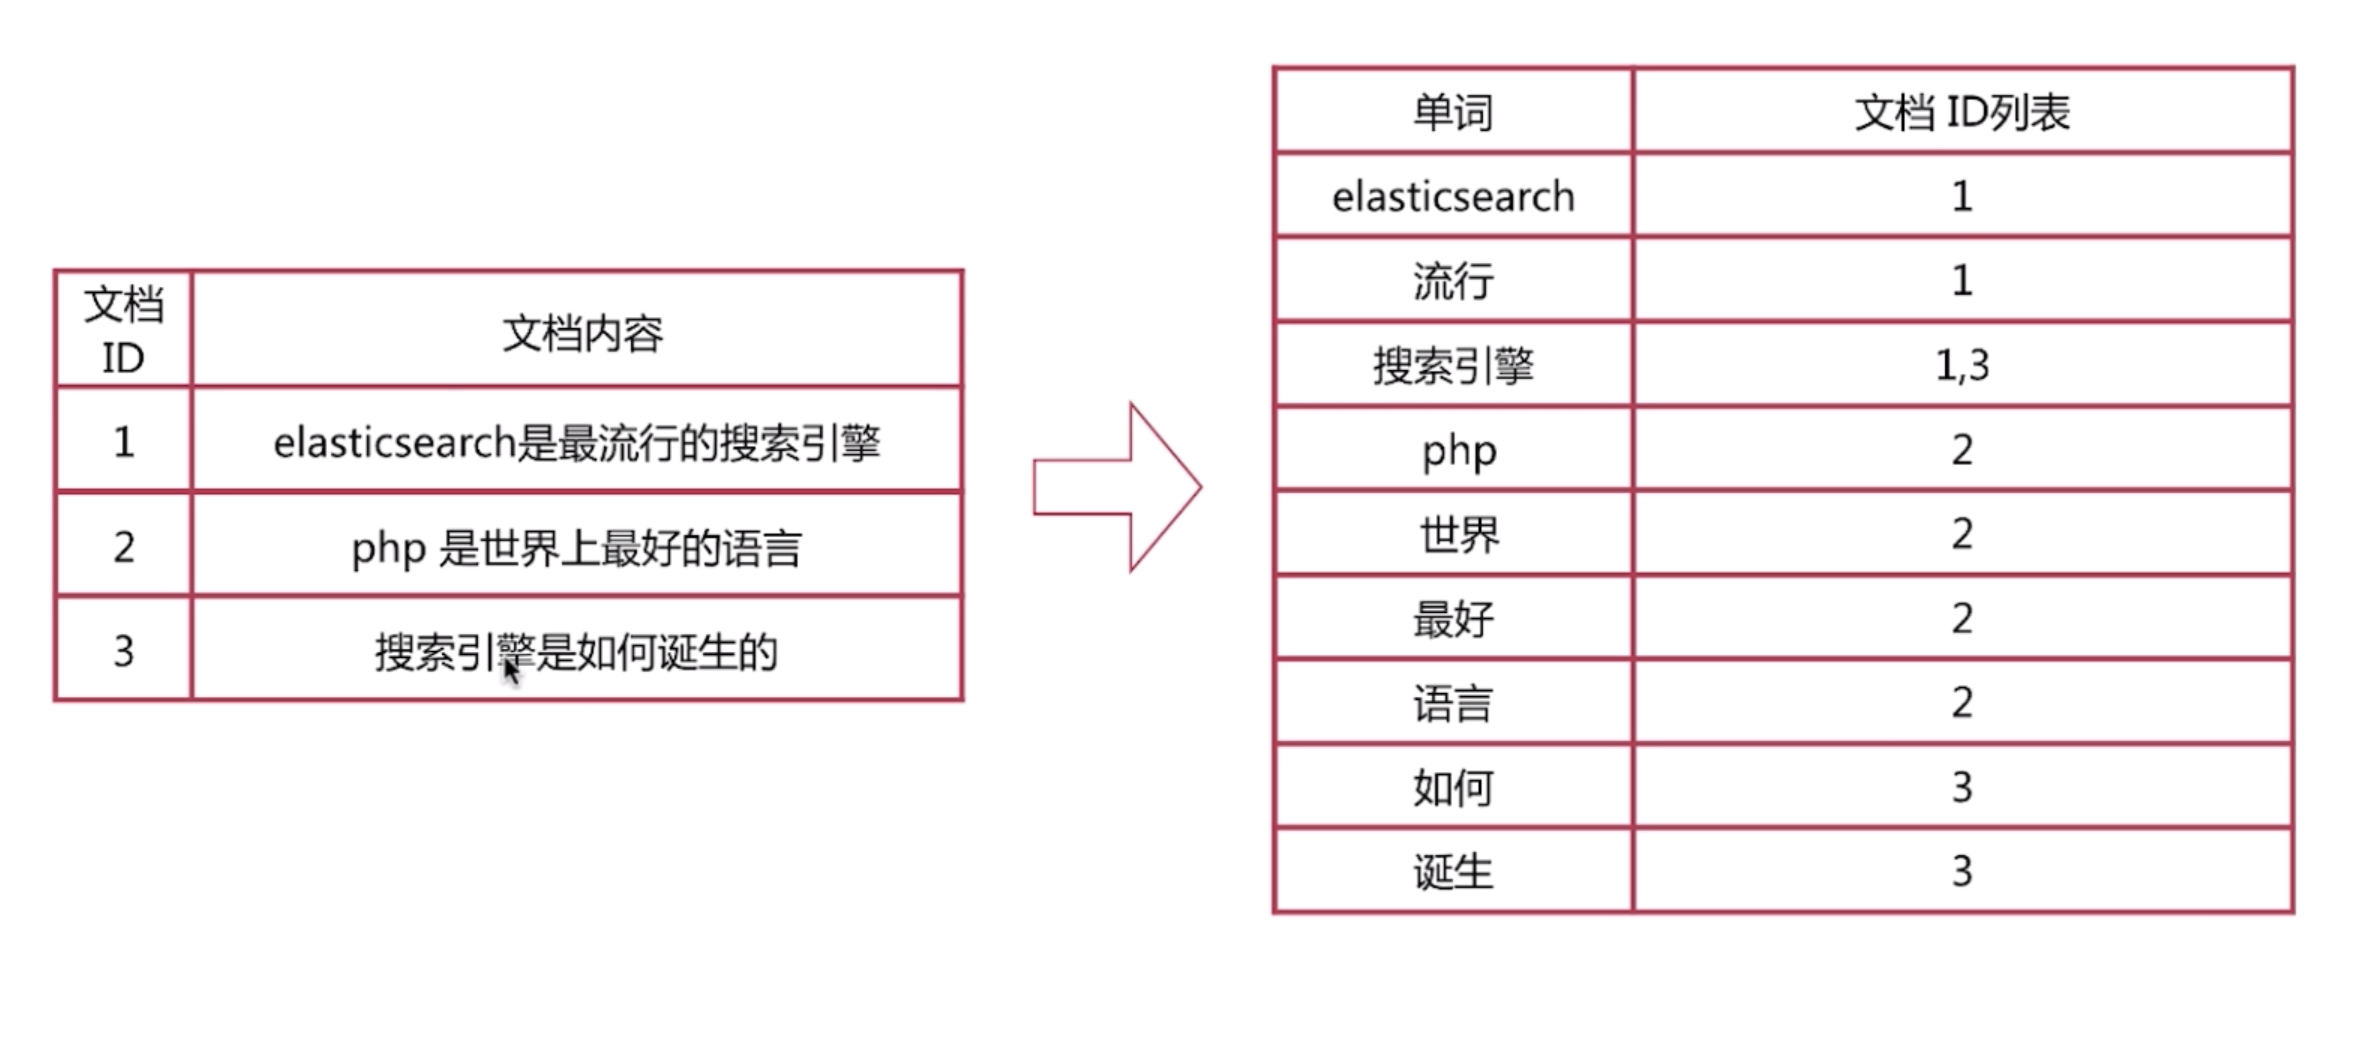 文档
ID
文档内容
1
elasticsearch是最流行的搜索引擎
2
php 是世界上最好的语言
3
搜索引擎是如何诞生的
单词
文档 ID列表
elasticsearch
1
流行
1
搜索引擎
1,3
php
2
世界
2
最好
2
语言
2
如何
3
诞生
3